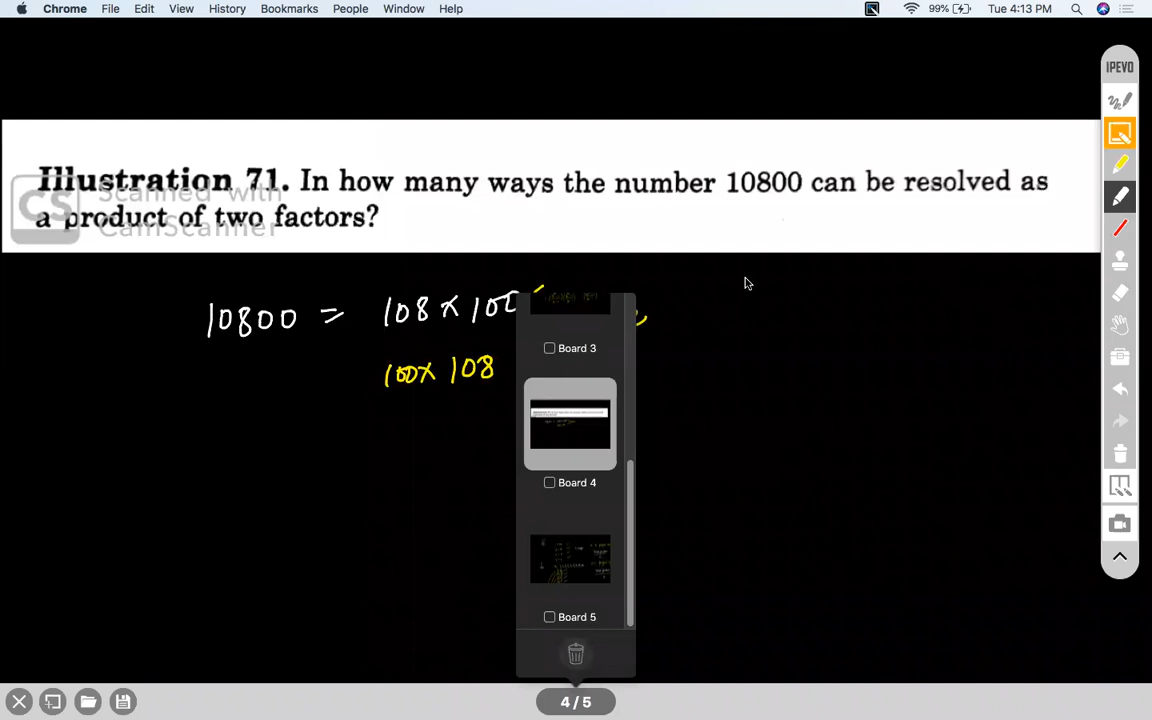 Chrome File Edit View History Bookmarks People Window Help 99% Tue 4:13 PM
IPEVO
Illustration 71. In how many ways the number 10800 can be resolved as
a product of two factors?
CS Scanned with
CamScanner
10800 = 108 × 100
100 × 108
Board 3
Board 4
Board 5
4 / 5